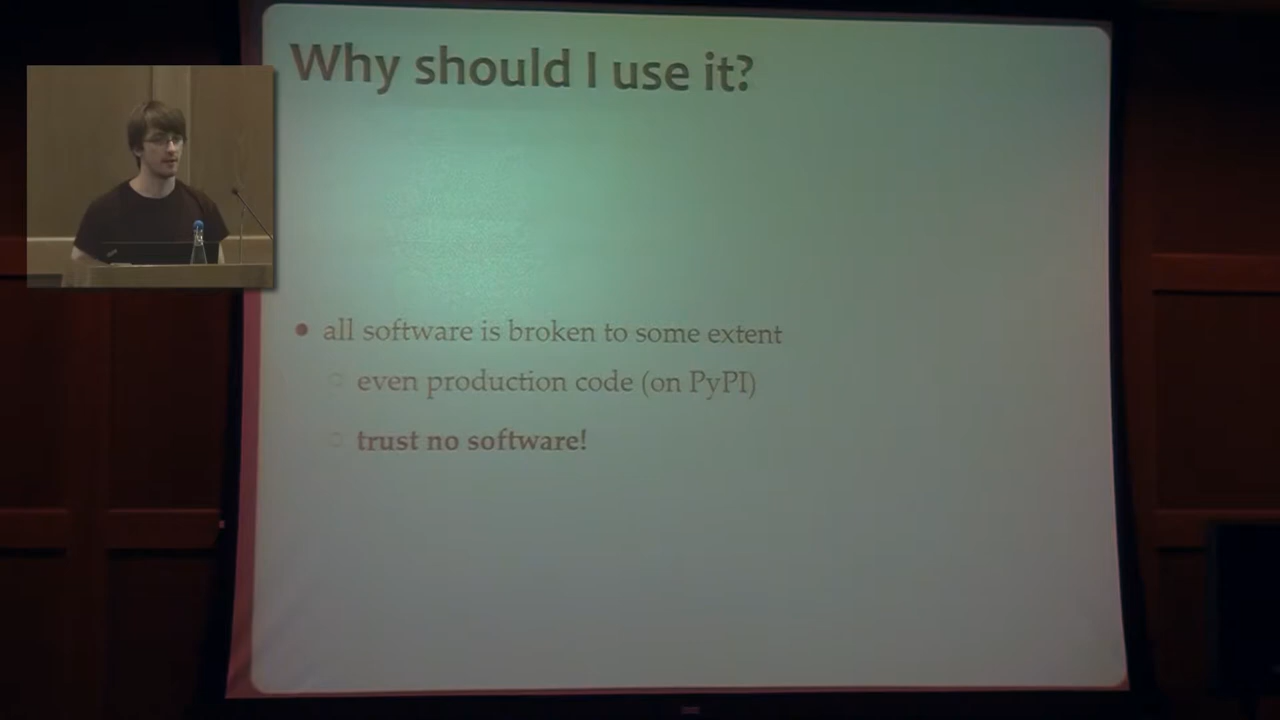 Why should I use it?
all software is broken to some extent
even production code (on PyPI)
trust no software!